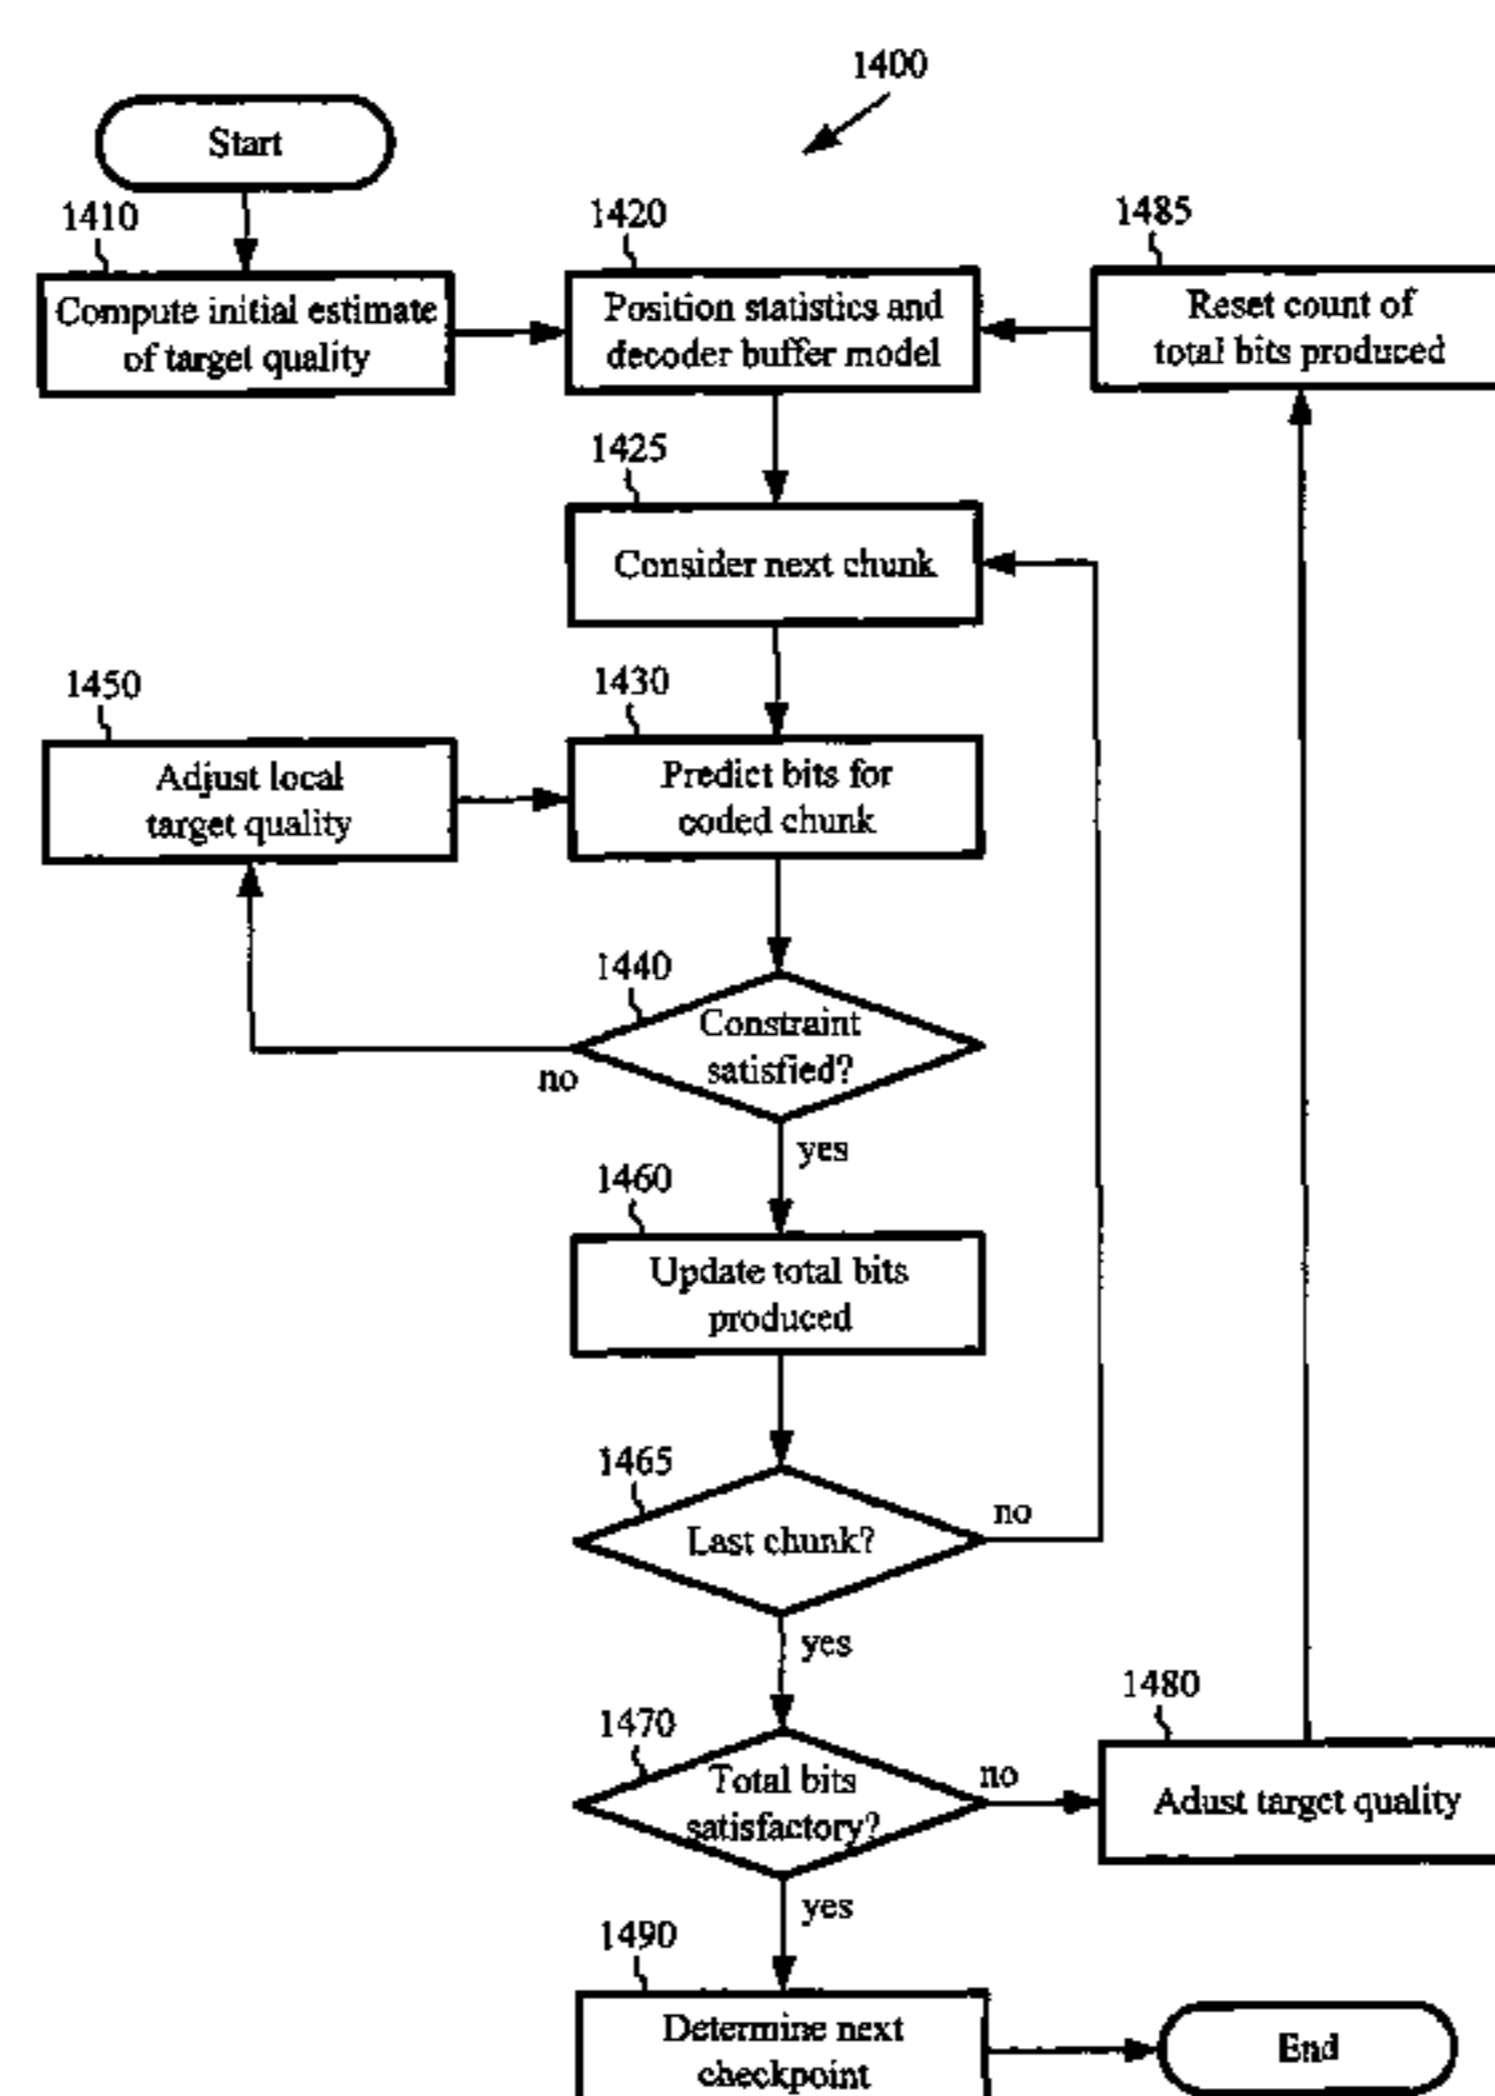 1400
Start
1410
Compute initial estimate
of target quality
1420
Position statistics and
decoder buffer model
1485
Reset count of
total bits produced
1425
Consider next chunk
1450
Adjust local
target quality
1430
Predict bits for
coded chunk
1440
Constraint
satisfied?
no
yes
1460
Update total bits
produced
1465
Last chunk?
no
yes
1470
Total bits
satisfactory?
no
1480
Adust target quality
yes
1490
Determine next
checkpoint
End